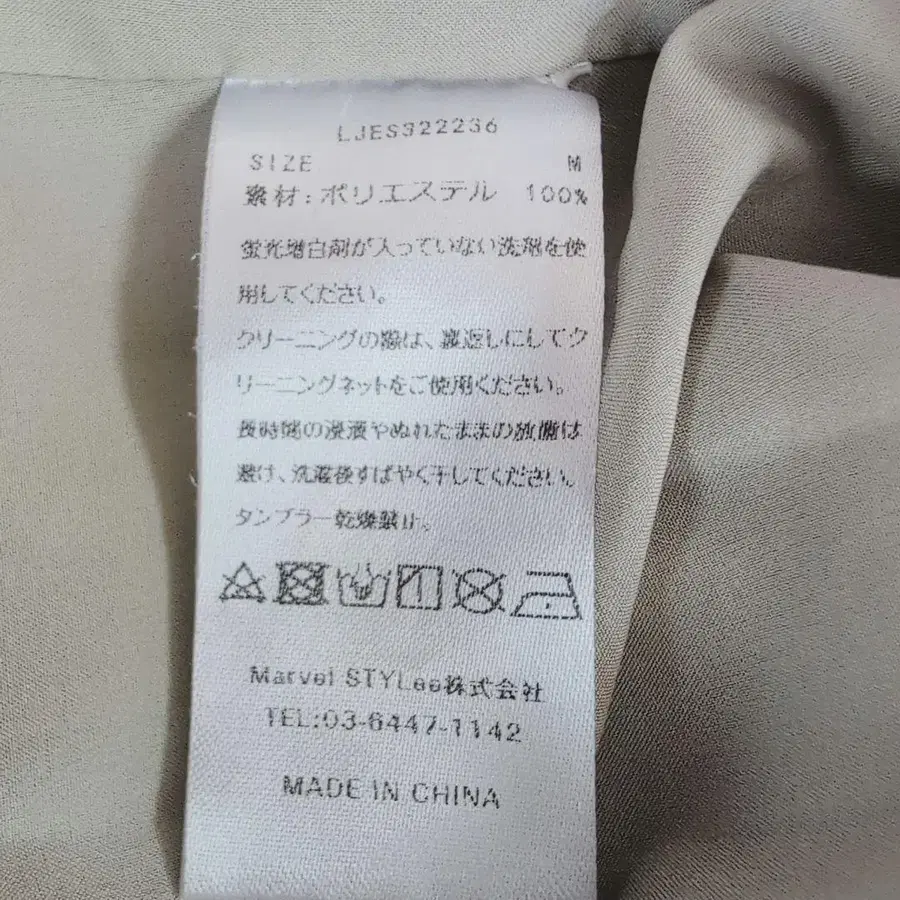 LJES322236
SIZE M
素材：ポリエステル 100%
蛍光増白剤が入っていない洗剤を使
用してください。
クリーニングの際は、裏返しにしてク
リーニングネットをご使用ください。
長時間の浸漬やぬれたままの放置は
避け、洗濯後すばやく干してください。
タンブラー乾燥禁止。
Marvel STYLee株式会社
TEL:03-6447-1142
MADE IN CHINA